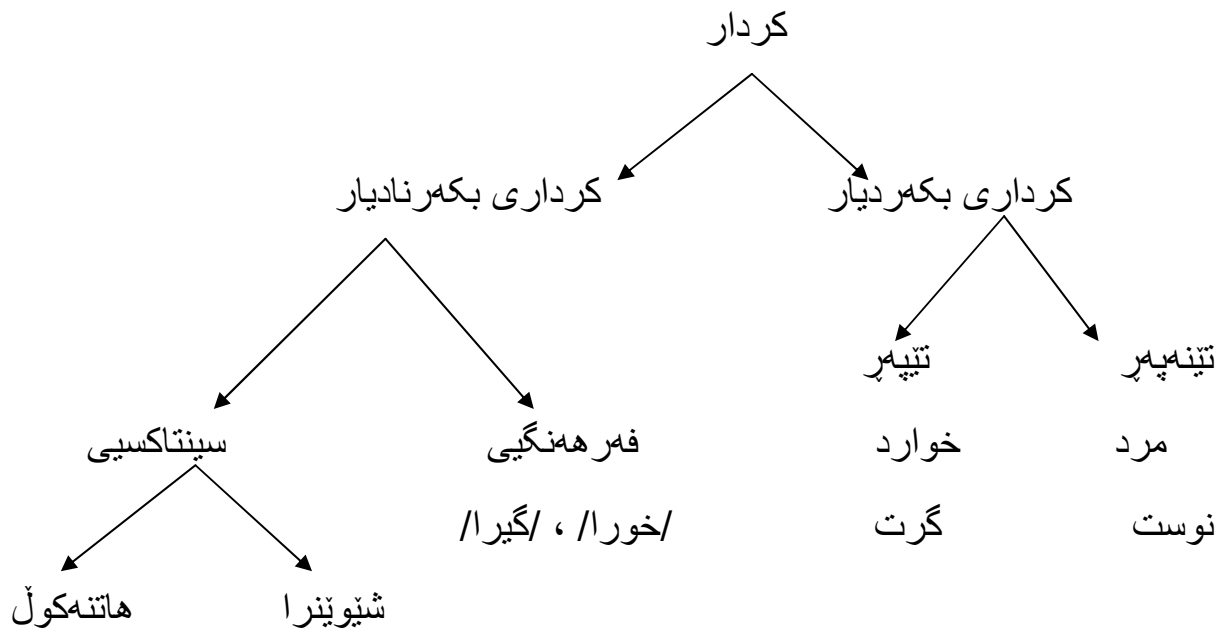 کردار
کرداری بکەردیار کرداری بکەرنادیار
تێنەپەڕ تێپەڕ
مرد خوارد فەرهەنگیی سینتاکسیی
نوست گرت /خورا/ ، /گیرا/
شێوێنرا هاتنەکوڵ